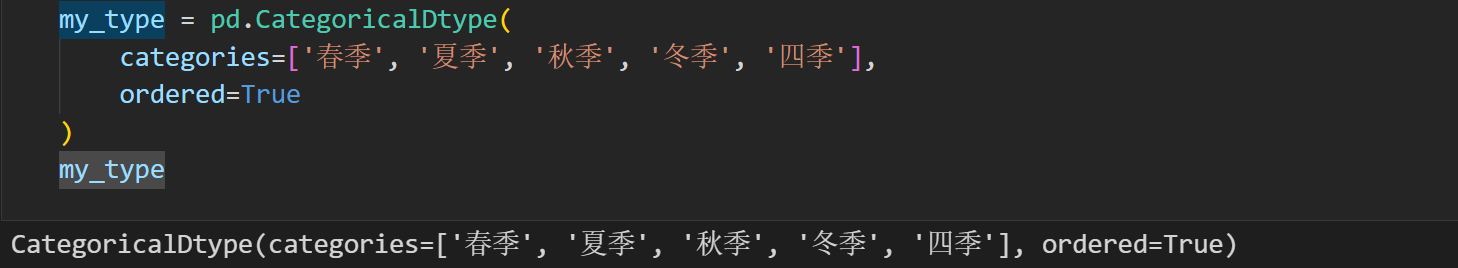 my_type = pd.CategoricalDtype(
    categories=['春季', '夏季', '秋季', '冬季', '四季'],
    ordered=True
)
my_type
CategoricalDtype(categories=['春季', '夏季', '秋季', '冬季', '四季'], ordered=True)